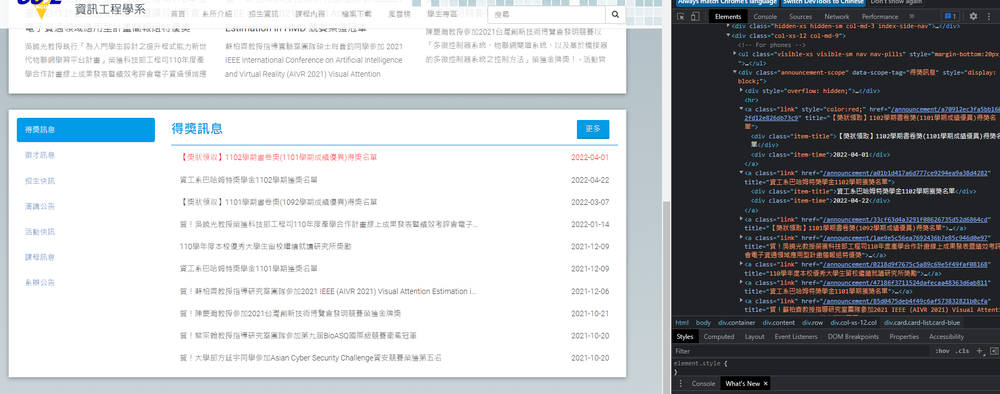 資訊工程學系
NCU
首頁 系所介紹 招生資訊 課程內容 檔案下載 風雲榜 學生專區 搜尋
電子資通領域應用型計畫簡報組特優獎
吳曉光教授執行「為入門學生設計之提升程式能力新世
代物聯網學習平台計畫」榮獲科技部工程司110年度產
學合作計畫線上成果發表暨績效考評會電子資通領域應
Estimation in HMD 競賽榮獲冠軍
蘇柏齊教授指導實驗室團隊碩士班曹鈞同學參加 2021
IEEE International Conference on Artificial Intelligence
and Virtual Reality (AIVR 2021) Visual Attention
陳慶瀚教授參加2021台灣創新技術博覽會發明競賽以
「多微控制器系統、物聯網閘道系統、以及基於橋接器
的多微控制器系統之控制方法」榮獲金牌獎！ - 活動官
得獎訊息
徵才訊息
招生快訊
演講公告
活動快訊
課程訊息
系辦公告
得獎訊息 更多
【獎狀領取】1102學期書卷獎(1101學期成績優異)得獎名單 2022-04-01
資工系巴哈姆特獎學金1102學期獲獎名單 2022-04-22
【獎狀領取】1101學期書卷獎(1092學期成績優異)得獎名單 2022-03-07
賀！吳曉光教授榮獲科技部工程司110年度產學合作計畫線上成果發表暨績效考評會電子... 2022-01-14
110學年度本校優秀大學生留校繼續就讀研究所獎勵 2021-12-09
資工系巴哈姆特獎學金1101學期獲獎名單 2021-12-09
賀！蘇柏齊教授指導研究室團隊參加2021 IEEE (AIVR 2021) Visual Attention Estimation i... 2021-12-06
賀！陳慶瀚教授參加2021台灣創新技術博覽會發明競賽榮獲金牌獎 2021-10-21
賀！蔡宗翰教授指導研究室團隊參加第九屆BioASQ國際級競賽衛冕冠軍 2021-10-20
賀！大學部方廷宇同學參加Asian Cyber Security Challenge資安競賽榮獲第五名 2021-10-20
Always match Chrome's language Switch DevTools to Chinese Don't show again
Elements Console Sources Network Performance » 1
<div class="hidden-xs hidden-sm col-md-3 index-side-nav">…</div>
<div class="col-xs-12 col-md-9">
<!-- For phones -->
<ul class="visible-xs visible-sm nav nav-pills" style="margin-bottom:20px
">…</ul>
<div class="announcement-scope" data-scope-tag="得獎訊息" style="display:
block;">
<div style="overflow: hidden;">…</div>
<hr>
<a class="link" style="color:red;" href="/announcement/a70912ec3fa5bb160
2fd12e826db73c9" title="【獎狀領取】1102學期書卷獎(1101學期成績優異)得獎名
單">
<div class="item-title">【獎狀領取】1102學期書卷獎(1101學期成績優異)得獎名
單</div>
<div class="item-time">2022-04-01</div>
</a>
<a class="link" href="/announcement/a01b1d417a6d777ce9294ea9a38d4282"
title="資工系巴哈姆特獎學金1102學期獲獎名單">
<div class="item-title">資工系巴哈姆特獎學金1102學期獲獎名單</div>
<div class="item-time">2022-04-22</div>
</a>
<a class="link" href="/announcement/33cf63d4a3291f08626735d52d6864cd"
title="【獎狀領取】1101學期書卷獎(1092學期成績優異)得獎名單">…</a>
<a class="link" href="/announcement/1ae9e5c56ea7692436b7e85c946d0e97"
title="賀！吳曉光教授榮獲科技部工程司110年度產學合作計畫線上成果發表暨績效考評
會電子資通領域應用型計畫簡報組特優獎">…</a>
<a class="link" href="/announcement/0218d9f7675c5a89c69e5f49faf08168"
title="110學年度本校優秀大學生留校繼續就讀研究所獎勵">…</a>
<a class="link" href="/announcement/47186f3711524dafecaa48363d6ab811"
title="資工系巴哈姆特獎學金1101學期獲獎名單">…</a>
<a class="link" href="/announcement/85d0475deb4f49c6af573832821b0cfa"
title="賀！蘇柏齊教授指導研究室團隊參加2021 IEEE (AIVR 2021) Visual Attenti
html body div.container div.content div.row div.col-xs-12.col div.card.card-list.card-blue
Styles Computed Layout Event Listeners DOM Breakpoints Properties Accessibility
Filter :hov .cls +
element.style {
}
Console What's New ×